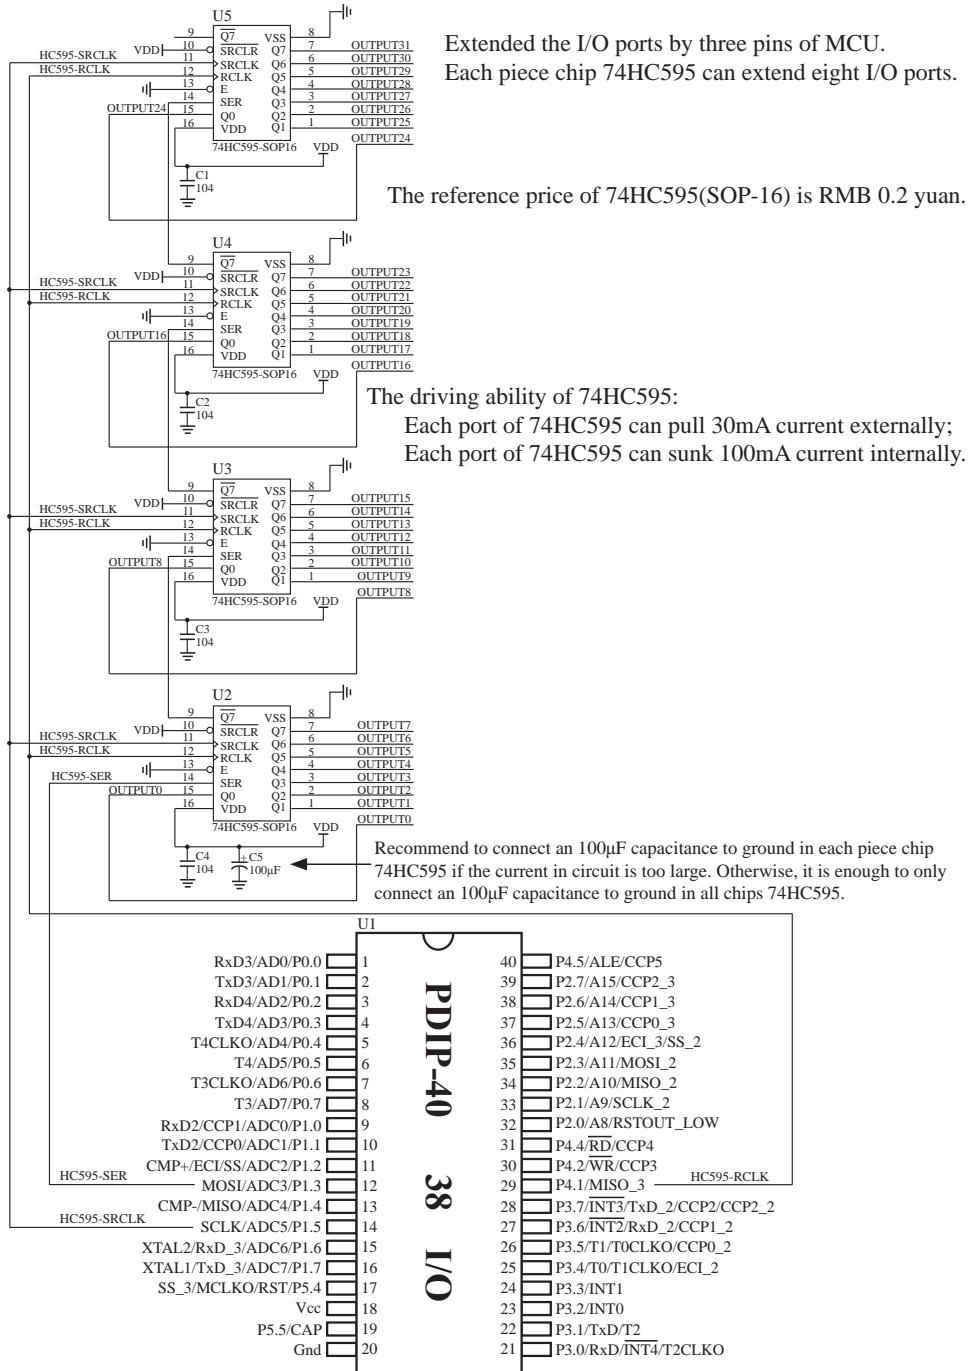 U5
9 Q7 VSS 8
VDD 10 SRCLR Q7 7 OUTPUT31
HC595-SRCLK 11 SRCLK Q6 6 OUTPUT30
HC595-RCLK 12 RCLK Q5 5 OUTPUT29
13 E Q4 4 OUTPUT28
14 SER Q3 3 OUTPUT27
OUTPUT24 15 Q0 Q2 2 OUTPUT26
16 VDD Q1 1 OUTPUT25
OUTPUT24
74HC595-SOP16 VDD
C1
104
Extended the I/O ports by three pins of MCU.
Each piece chip 74HC595 can extend eight I/O ports.
The reference price of 74HC595(SOP-16) is RMB 0.2 yuan.
U4
9 Q7 VSS 8
VDD 10 SRCLR Q7 7 OUTPUT23
HC595-SRCLK 11 SRCLK Q6 6 OUTPUT22
HC595-RCLK 12 RCLK Q5 5 OUTPUT21
13 E Q4 4 OUTPUT20
14 SER Q3 3 OUTPUT19
OUTPUT16 15 Q0 Q2 2 OUTPUT18
16 VDD Q1 1 OUTPUT17
OUTPUT16
74HC595-SOP16 VDD
C2
104
The driving ability of 74HC595:
Each port of 74HC595 can pull 30mA current externally;
Each port of 74HC595 can sunk 100mA current internally.
U3
9 Q7 VSS 8
VDD 10 SRCLR Q7 7 OUTPUT15
HC595-SRCLK 11 SRCLK Q6 6 OUTPUT14
HC595-RCLK 12 RCLK Q5 5 OUTPUT13
13 E Q4 4 OUTPUT12
14 SER Q3 3 OUTPUT11
OUTPUT8 15 Q0 Q2 2 OUTPUT10
16 VDD Q1 1 OUTPUT9
OUTPUT8
74HC595-SOP16 VDD
C3
104
U2
9 Q7 VSS 8
VDD 10 SRCLR Q7 7 OUTPUT7
HC595-SRCLK 11 SRCLK Q6 6 OUTPUT6
HC595-RCLK 12 RCLK Q5 5 OUTPUT5
13 E Q4 4 OUTPUT4
HC595-SER 14 SER Q3 3 OUTPUT3
OUTPUT0 15 Q0 Q2 2 OUTPUT2
16 VDD Q1 1 OUTPUT1
OUTPUT0
74HC595-SOP16 VDD
C4
104
+ C5
100μF
Recommend to connect an 100μF capacitance to ground in each piece chip
74HC595 if the current in circuit is too large. Otherwise, it is enough to only
connect an 100μF capacitance to ground in all chips 74HC595.
U1
PDIP-40 38 I/O
RxD3/AD0/P0.0 1 40 P4.5/ALE/CCP5
TxD3/AD1/P0.1 2 39 P2.7/A15/CCP2_3
RxD4/AD2/P0.2 3 38 P2.6/A14/CCP1_3
TxD4/AD3/P0.3 4 37 P2.5/A13/CCP0_3
T4CLKO/AD4/P0.4 5 36 P2.4/A12/ECI_3/SS_2
T4/AD5/P0.5 6 35 P2.3/A11/MOSI_2
T3CLKO/AD6/P0.6 7 34 P2.2/A10/MISO_2
T3/AD7/P0.7 8 33 P2.1/A9/SCLK_2
RxD2/CCP1/ADC0/P1.0 9 32 P2.0/A8/RSTOUT_LOW
TxD2/CCP0/ADC1/P1.1 10 31 P4.4/RD/CCP4
CMP+/ECI/SS/ADC2/P1.2 11 30 P4.2/WR/CCP3
HC595-SER MOSI/ADC3/P1.3 12 29 P4.1/MISO_3 HC595-RCLK
CMP-/MISO/ADC4/P1.4 13 28 P3.7/INT3/TxD_2/CCP2/CCP2_2
HC595-SRCLK SCLK/ADC5/P1.5 14 27 P3.6/INT2/RxD_2/CCP1_2
XTAL2/RxD_3/ADC6/P1.6 15 26 P3.5/T1/T0CLKO/CCP0_2
XTAL1/TxD_3/ADC7/P1.7 16 25 P3.4/T0/T1CLKO/ECI_2
SS_3/MCLKO/RST/P5.4 17 24 P3.3/INT1
Vcc 18 23 P3.2/INT0
P5.5/CAP 19 22 P3.1/TxD/T2
Gnd 20 21 P3.0/RxD/INT4/T2CLKO